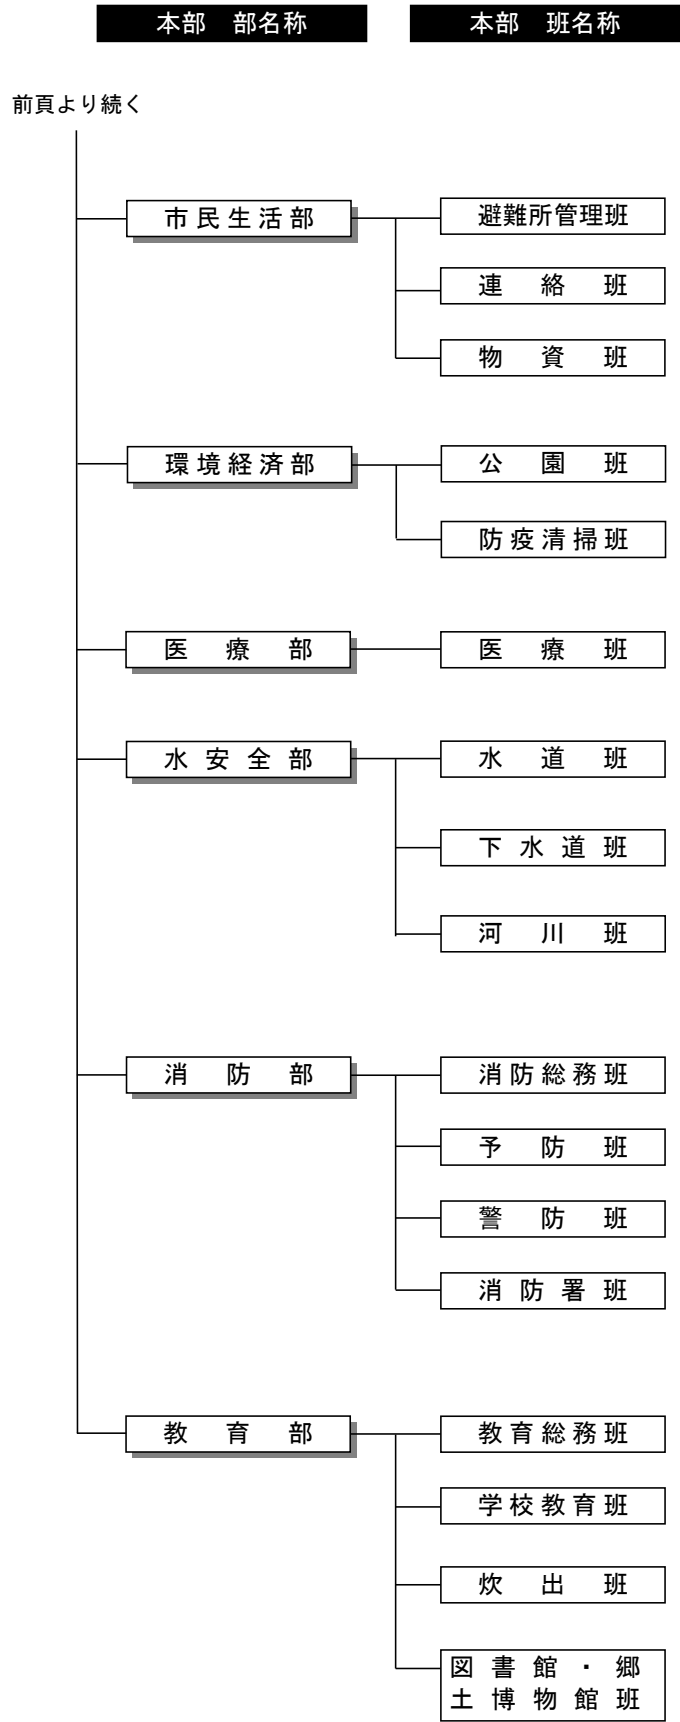 本部　部名称
本部　班名称
前頁より続く
市民生活部
避難所管理班
連絡班
物資班
環境経済部
公園班
防疫清掃班
医療部
医療班
水安全部
水道班
下水道班
河川班
消防部
消防総務班
予防班
警防班
消防署班
教育部
教育総務班
学校教育班
炊出班
図書館・郷
土博物館班